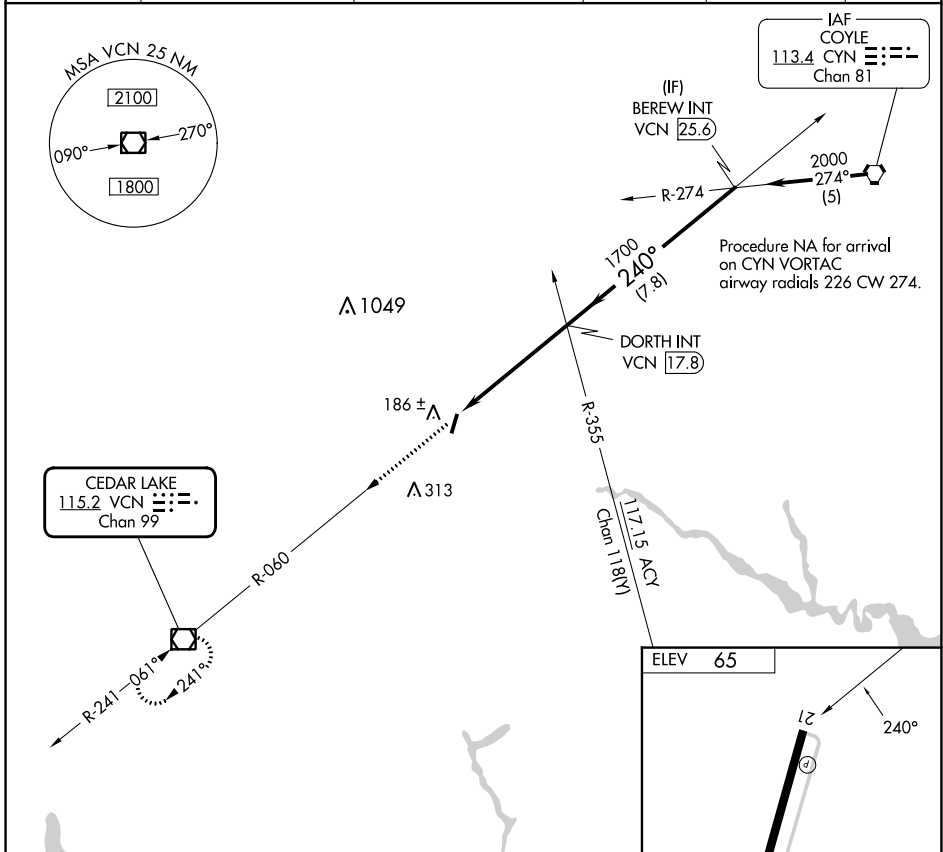 MSA VCN 25 NM
2100
090°
270°
1800
IAF
COYLE
113.4 CYN
Chan 81
(IF)
BEREW INT
VCN 25.6
2000
274°
(5)
R-274
1700
240°
(7.8)
Procedure NA for arrival
on CYN VORTAC
airway radials 226 CW 274.
1049
DORTH INT
VCN 17.8
186 ±
313
R-355
117.15 ACY
Chan 118(Y)
CEDAR LAKE
115.2 VCN
Chan 99
R-060
R-241
061°
241°
ELEV 65
21
240°
P